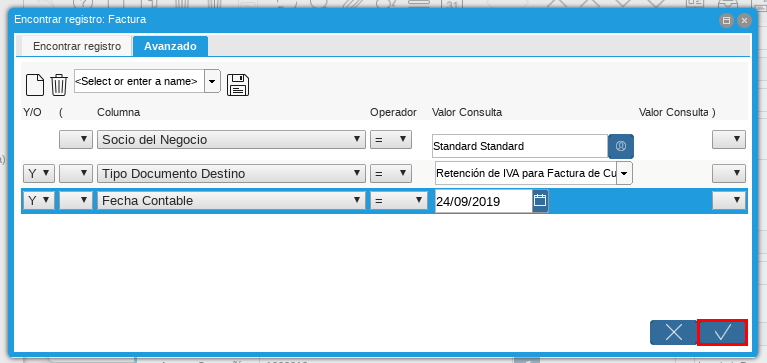 Encontrar registro: Factura
Encontrar registro Avanzado
<Select or enter a name>
Y/O ( Columna Operador Valor Consulta Valor Consulta )
Socio del Negocio = Standard Standard
Y Tipo Documento Destino = Retención de IVA para Factura de Cu
Y Fecha Contable = 24/09/2019